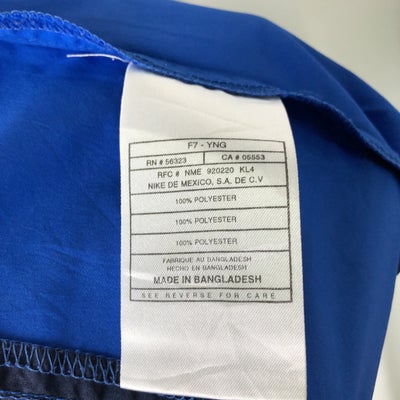 F7 - YNG
RN # 56323 CA # 05553
RFC # NME 920220 KL4
NIKE DE MEXICO, S.A. DE C.V
100% POLYESTER
100% POLYESTER
100% POLYESTER
FABRIQUE AU BANGLADESH
HECHO EN BANGLADESH
MADE IN BANGLADESH
SEE REVERSE FOR CARE